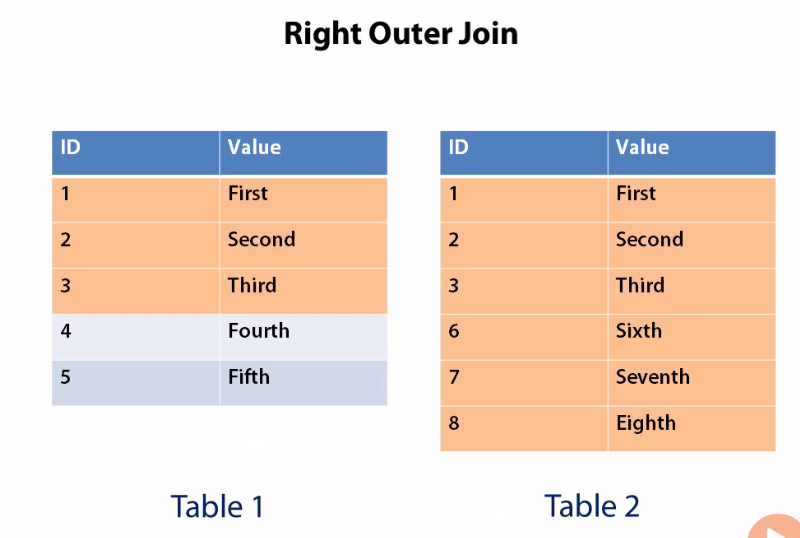 Right Outer Join
ID Value
1 First
2 Second
3 Third
4 Fourth
5 Fifth
Table 1
ID Value
1 First
2 Second
3 Third
6 Sixth
7 Seventh
8 Eighth
Table 2